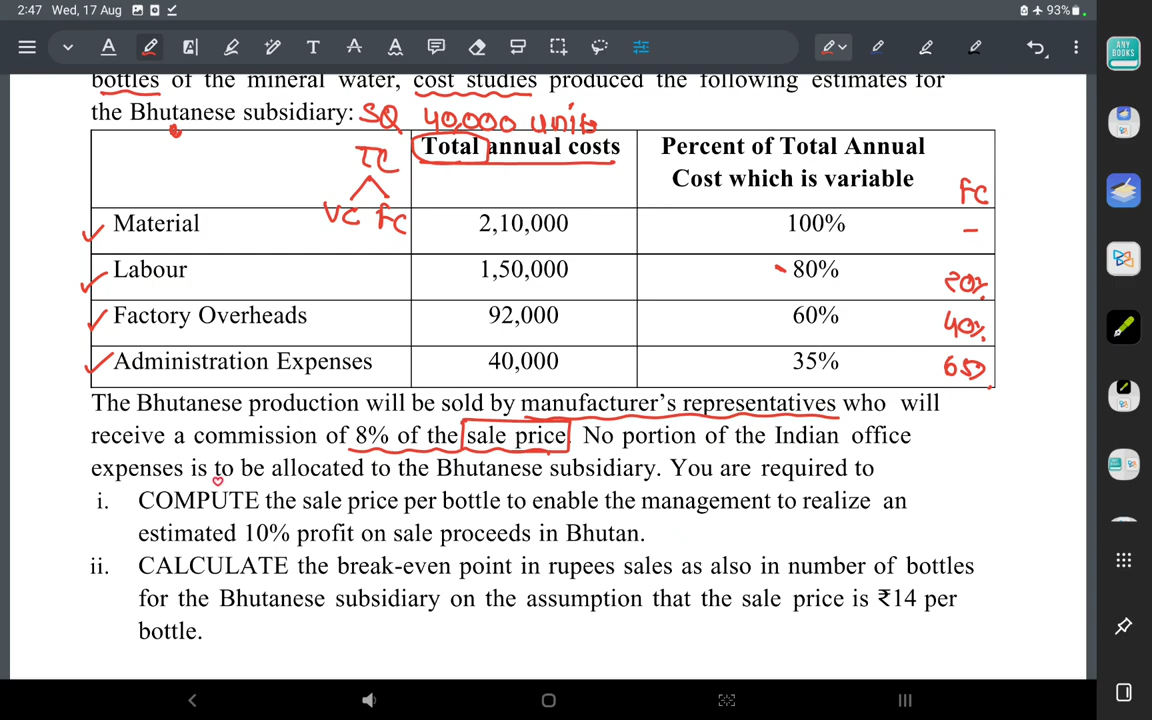 2:47 Wed, 17 Aug 93%
bottles of the mineral water, cost studies produced the following estimates for
the Bhutanese subsidiary: SQ 40,000 units
Total annual costs Percent of Total Annual Cost which is variable
TC
VC FC FC
Material 2,10,000 100% -
Labour 1,50,000 80% 20%
Factory Overheads 92,000 60% 40%
Administration Expenses 40,000 35% 65%
The Bhutanese production will be sold by manufacturer's representatives who will
receive a commission of 8% of the sale price. No portion of the Indian office
expenses is to be allocated to the Bhutanese subsidiary. You are required to
i. COMPUTE the sale price per bottle to enable the management to realize an
estimated 10% profit on sale proceeds in Bhutan.
ii. CALCULATE the break-even point in rupees sales as also in number of bottles
for the Bhutanese subsidiary on the assumption that the sale price is ₹14 per
bottle.
ANY BOOKS